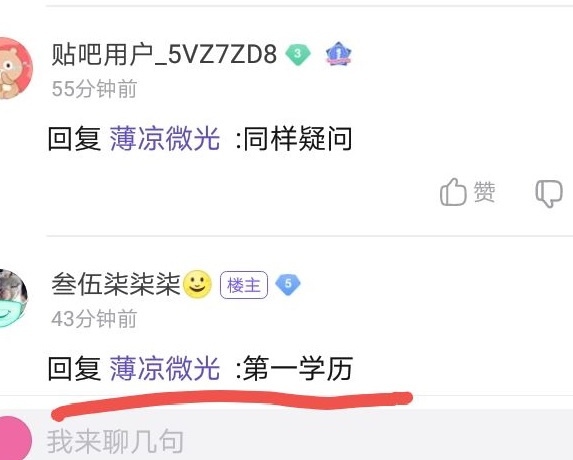 贴吧用户_5VZ7ZD8 3 1
55分钟前
回复 薄凉微光 :同样疑问
赞
叁伍柒柒柒 楼主 5
43分钟前
回复 薄凉微光 :第一学历
我来聊几句